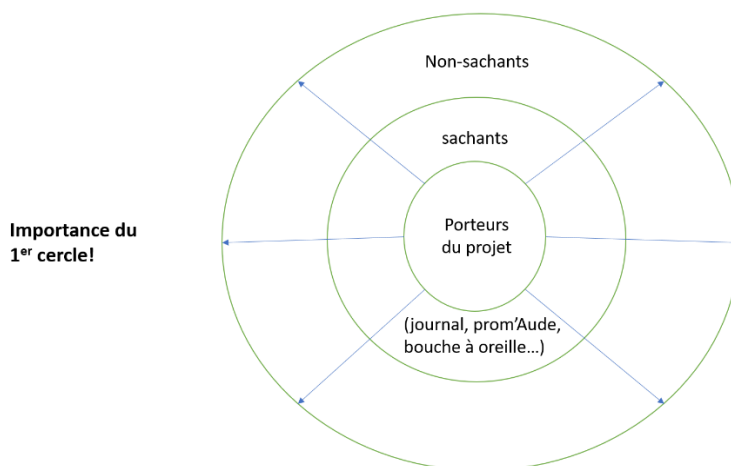 Non-sachants
sachants
Importance du
1er cercle!
Porteurs
du projet
(journal, prom’Aude,
bouche à oreille…)